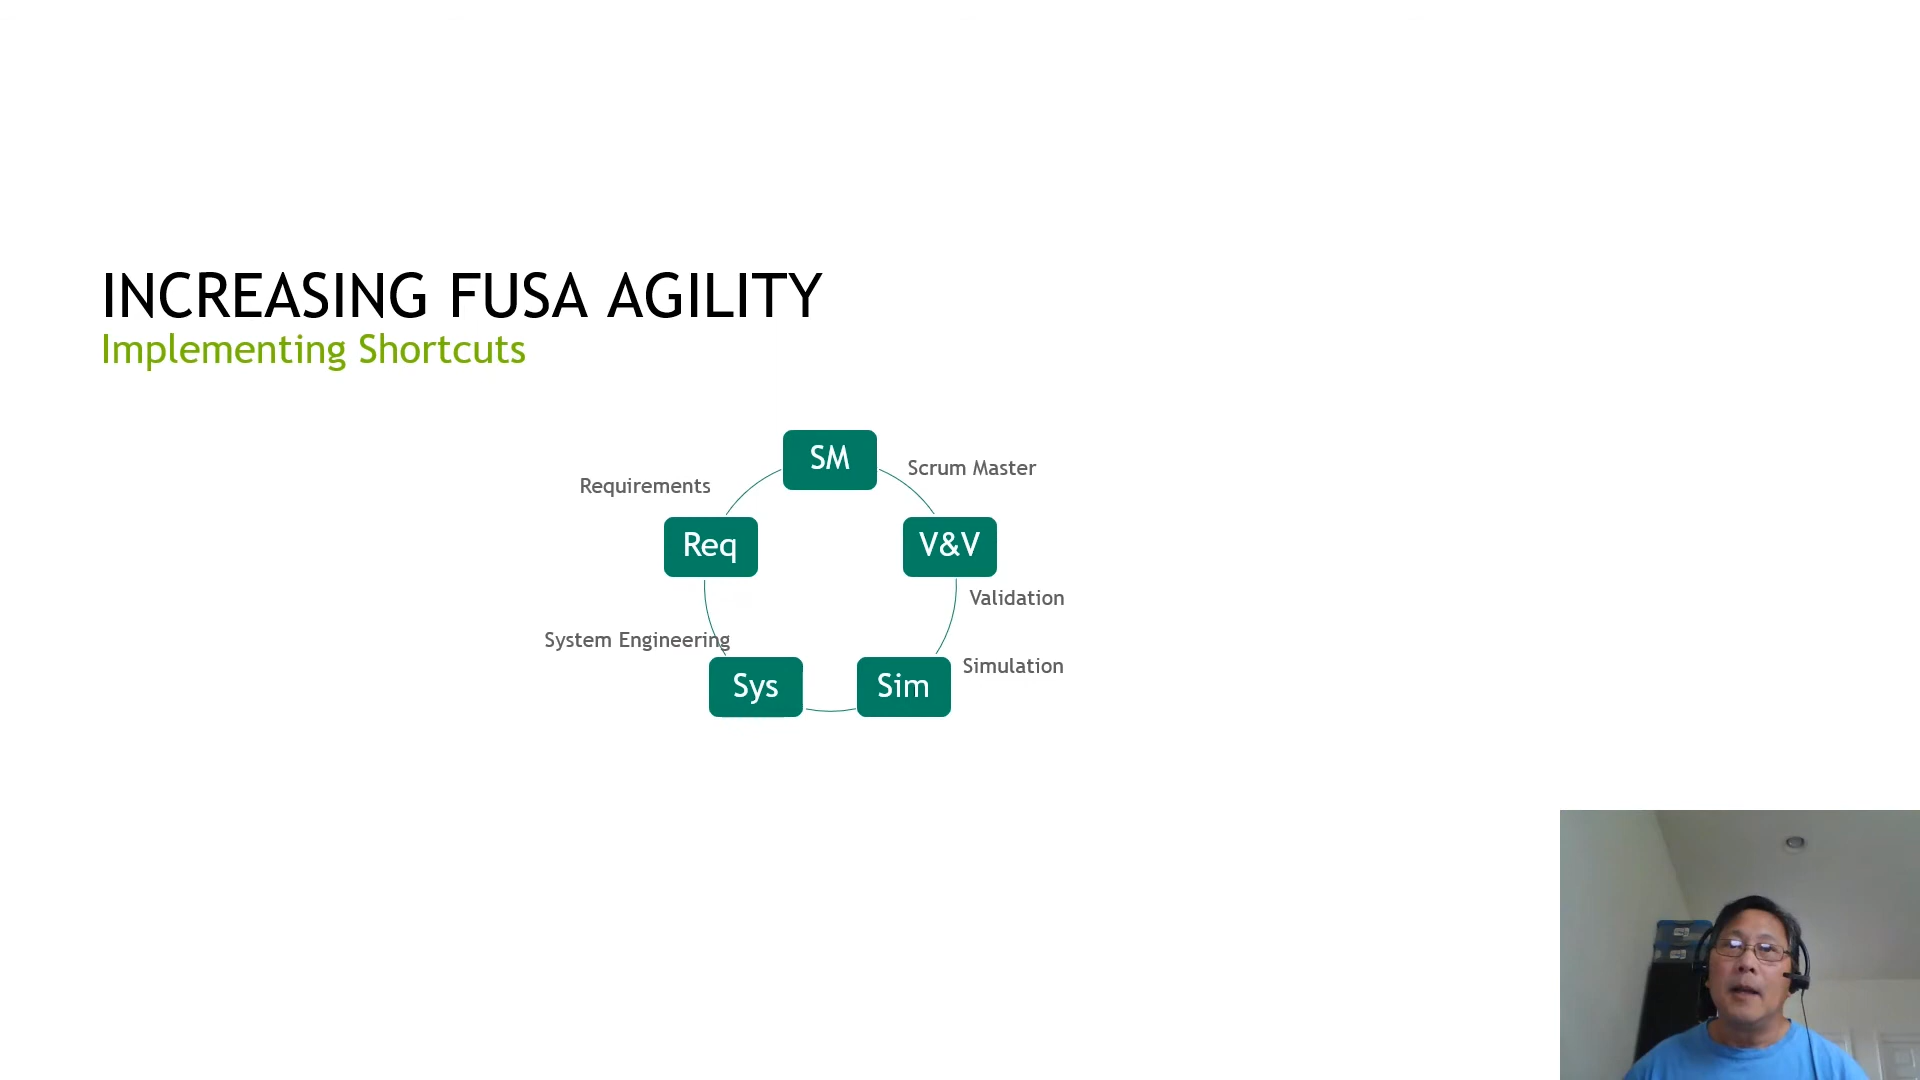 INCREASING FUSA AGILITY
Implementing Shortcuts
SM
Scrum Master
Requirements
Req
V&V
Validation
System Engineering
Simulation
Sys
Sim